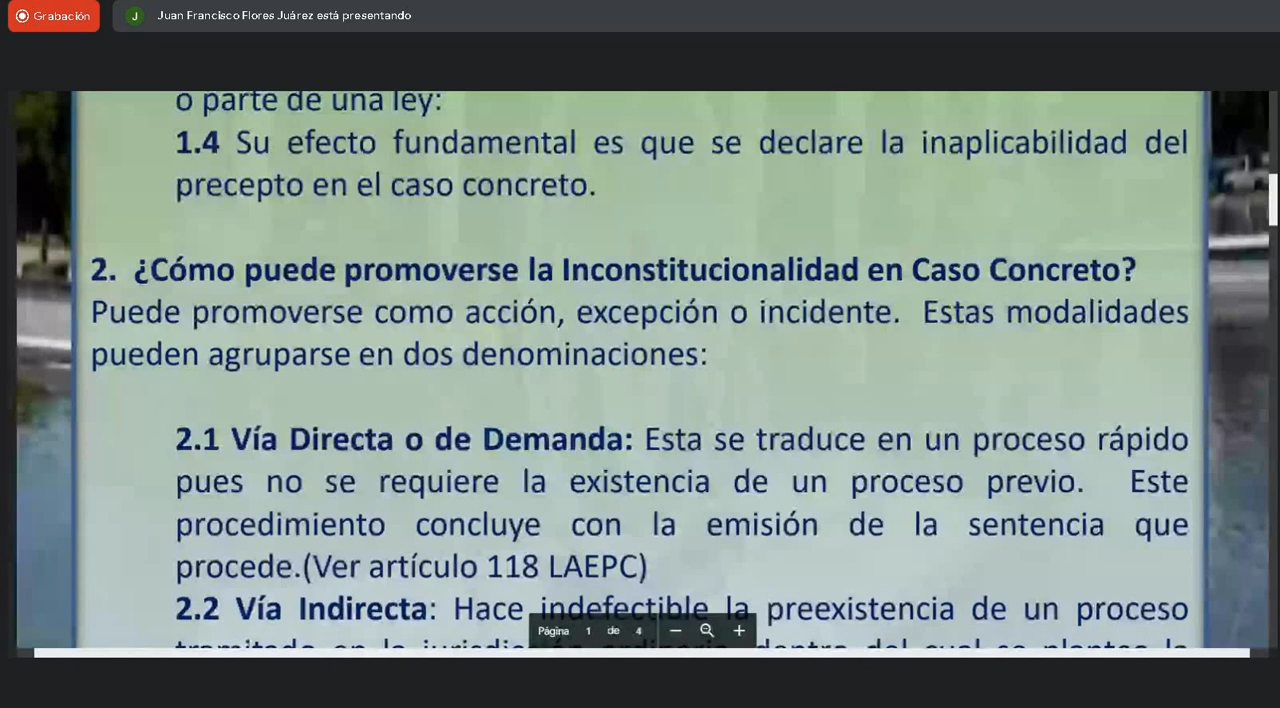 Grabación
J Juan Francisco Flores Juárez está presentando
o parte de una ley:
1.4 Su efecto fundamental es que se declare la inaplicabilidad del
precepto en el caso concreto.
2. ¿Cómo puede promoverse la Inconstitucionalidad en Caso Concreto?
Puede promoverse como acción, excepción o incidente. Estas modalidades
pueden agruparse en dos denominaciones:
2.1 Vía Directa o de Demanda: Esta se traduce en un proceso rápido
pues no se requiere la existencia de un proceso previo. Este
procedimiento concluye con la emisión de la sentencia que
procede.(Ver artículo 118 LAEPC)
2.2 Vía Indirecta: Hace indefectible la preexistencia de un proceso
Página 1 de 4